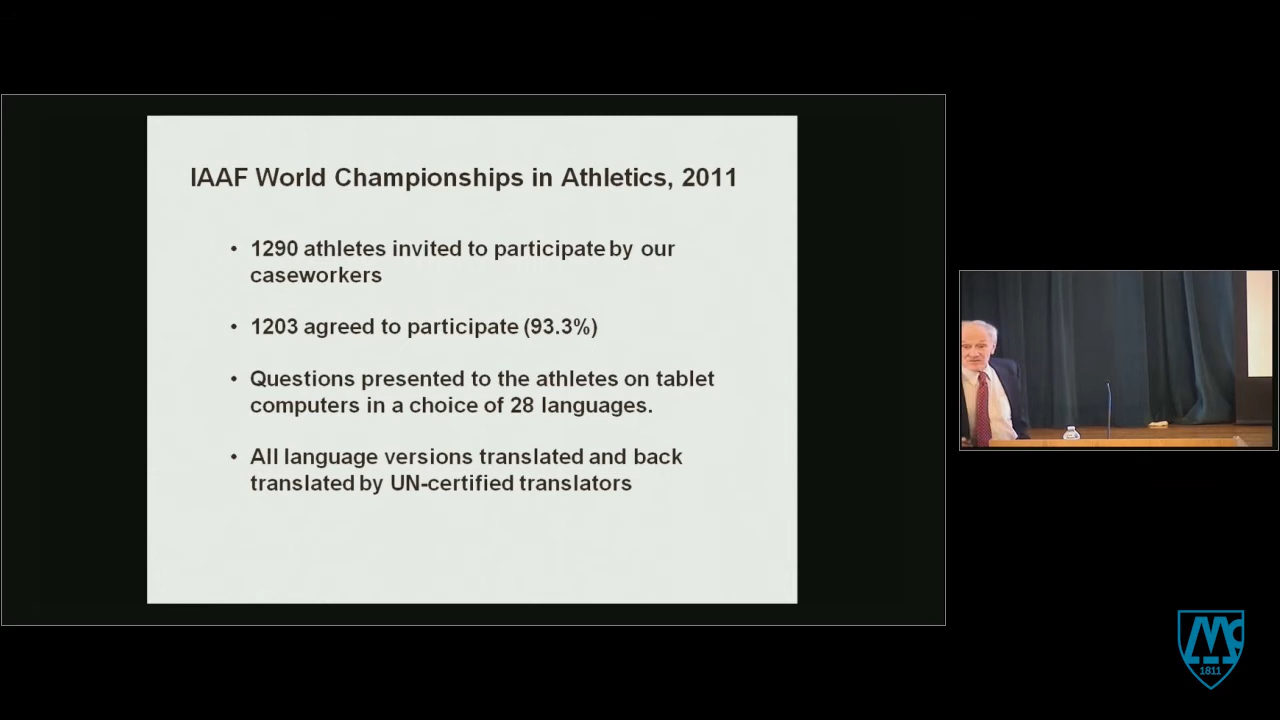 IAAF World Championships in Athletics, 2011
• 1290 athletes invited to participate by our
caseworkers
• 1203 agreed to participate (93.3%)
• Questions presented to the athletes on tablet
computers in a choice of 28 languages.
• All language versions translated and back
translated by UN-certified translators
1811